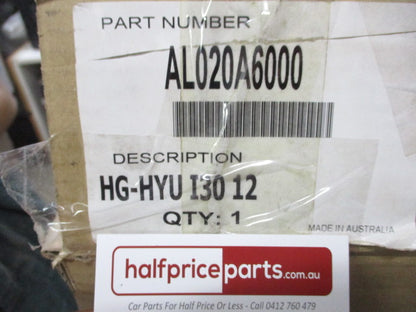 PART NUMBER
AL020A6000
DESCRIPTION
HG-HYU I30 12
QTY: 1
MADE IN AUSTRALIA
halfpriceparts.com.au
Car Parts For Half Price Or Less - Call 0412 760 479